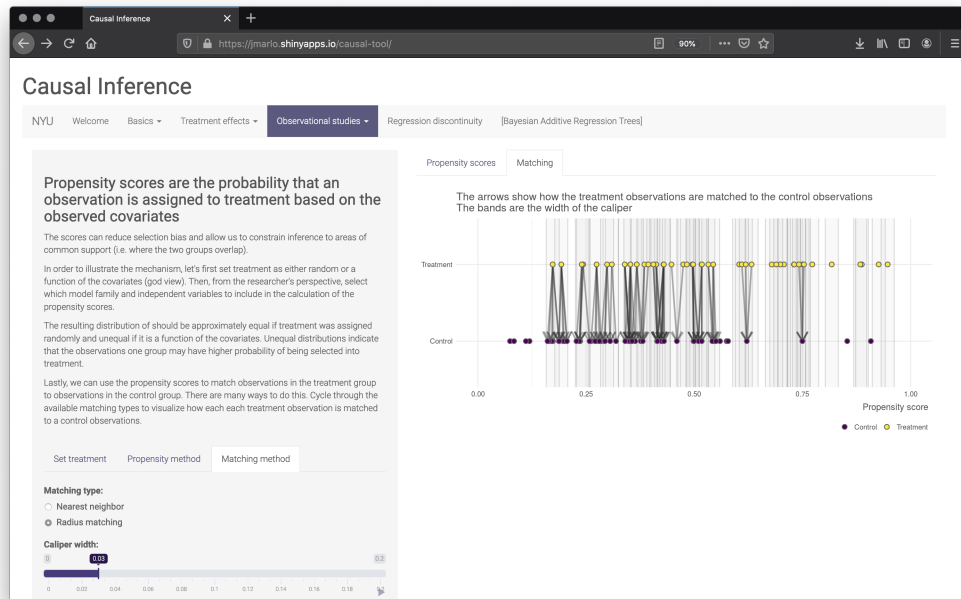 Causal Inference
https://jmarlo.shinyapps.io/causal-tool/
90%
Causal Inference
NYU Welcome Basics Treatment effects Observational studies Regression discontinuity [Bayesian Additive Regression Trees]
Propensity scores are the probability that an
observation is assigned to treatment based on the
observed covariates
The scores can reduce selection bias and allow us to constrain inference to areas of
common support (i.e. where the two groups overlap).
In order to illustrate the mechanism, let's first set treatment as either random or a
function of the covariates (god view). Then, from the researcher's perspective, select
which model family and independent variables to include in the calculation of the
propensity scores.
The resulting distribution of should be approximately equal if treatment was assigned
randomly and unequal if it is a function of the covariates. Unequal distributions indicate
that the observations one group may have higher probability of being selected into
treatment.
Lastly, we can use the propensity scores to match observations in the treatment group
to observations in the control group. There are many ways to do this. Cycle through the
available matching types to visualize how each each treatment observation is matched
to a control observations.
Set treatment Propensity method Matching method
Matching type:
Nearest neighbor
Radius matching
Caliper width:
0 0.03 0.2
0 0.02 0.04 0.06 0.08 0.1 0.12 0.14 0.16 0.18 0.2
Propensity scores Matching
The arrows show how the treatment observations are matched to the control observations
The bands are the width of the caliper
Treatment
Control
0.00 0.25 0.50 0.75 1.00
Propensity score
Control Treatment